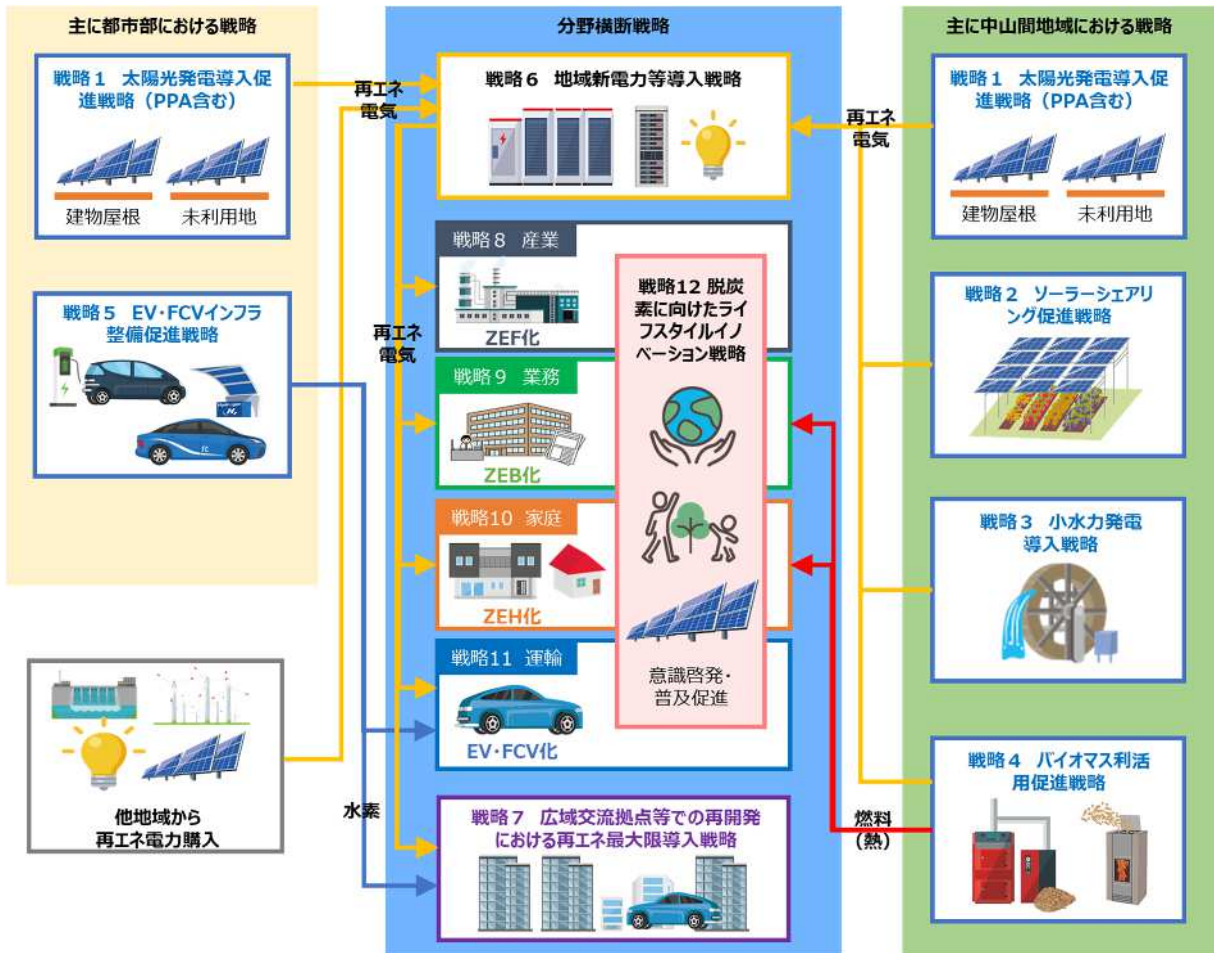 主に都市部における戦略
戦略１ 太陽光発電導入促
進戦略（PPA含む）
建物屋根
未利用地
戦略５ EV・FCVインフラ
整備促進戦略
FC
他地域から
再エネ電力購入
再エネ
電気
再エネ
電気
水素
分野横断戦略
戦略６ 地域新電力等導入戦略
戦略８ 産業
ZEF化
戦略９ 業務
ZEB化
戦略10 家庭
ZEH化
戦略11 運輸
EV・FCV化
戦略12 脱炭
素に向けたライ
フスタイルイノ
ベーション戦略
意識啓発・
普及促進
戦略７ 広域交流拠点等での再開発
における再エネ最大限導入戦略
再エネ
電気
燃料
(熱)
主に中山間地域における戦略
戦略１ 太陽光発電導入促
進戦略（PPA含む）
建物屋根
未利用地
戦略２ ソーラーシェアリ
ング促進戦略
戦略３ 小水力発電
導入戦略
戦略４ バイオマス利活
用促進戦略